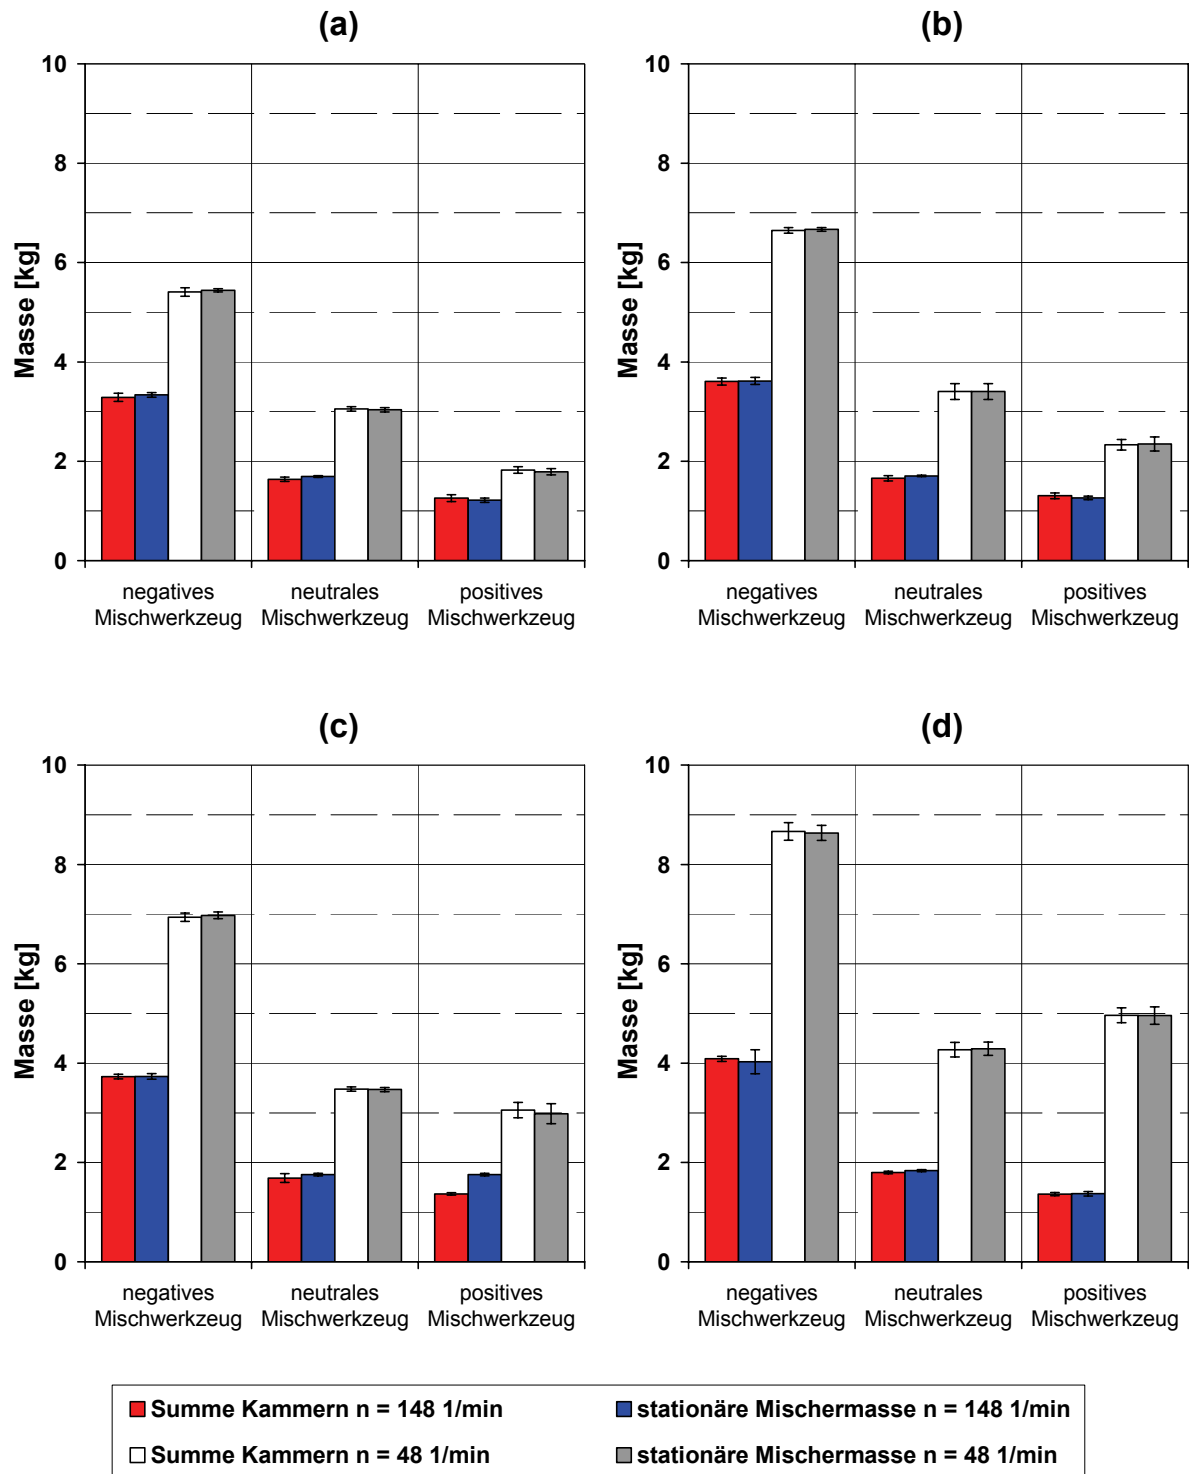 (a)
(b)
Masse [kg]
10
8
6
4
2
0
negatives
Mischwerkzeug
neutrales
Mischwerkzeug
positives
Mischwerkzeug
Masse [kg]
10
8
6
4
2
0
negatives
Mischwerkzeug
neutrales
Mischwerkzeug
positives
Mischwerkzeug
(c)
(d)
Masse [kg]
10
8
6
4
2
0
negatives
Mischwerkzeug
neutrales
Mischwerkzeug
positives
Mischwerkzeug
Masse [kg]
10
8
6
4
2
0
negatives
Mischwerkzeug
neutrales
Mischwerkzeug
positives
Mischwerkzeug
Summe Kammern n = 148 1/min
stationäre Mischermasse n = 148 1/min
Summe Kammern n = 48 1/min
stationäre Mischermasse n = 48 1/min